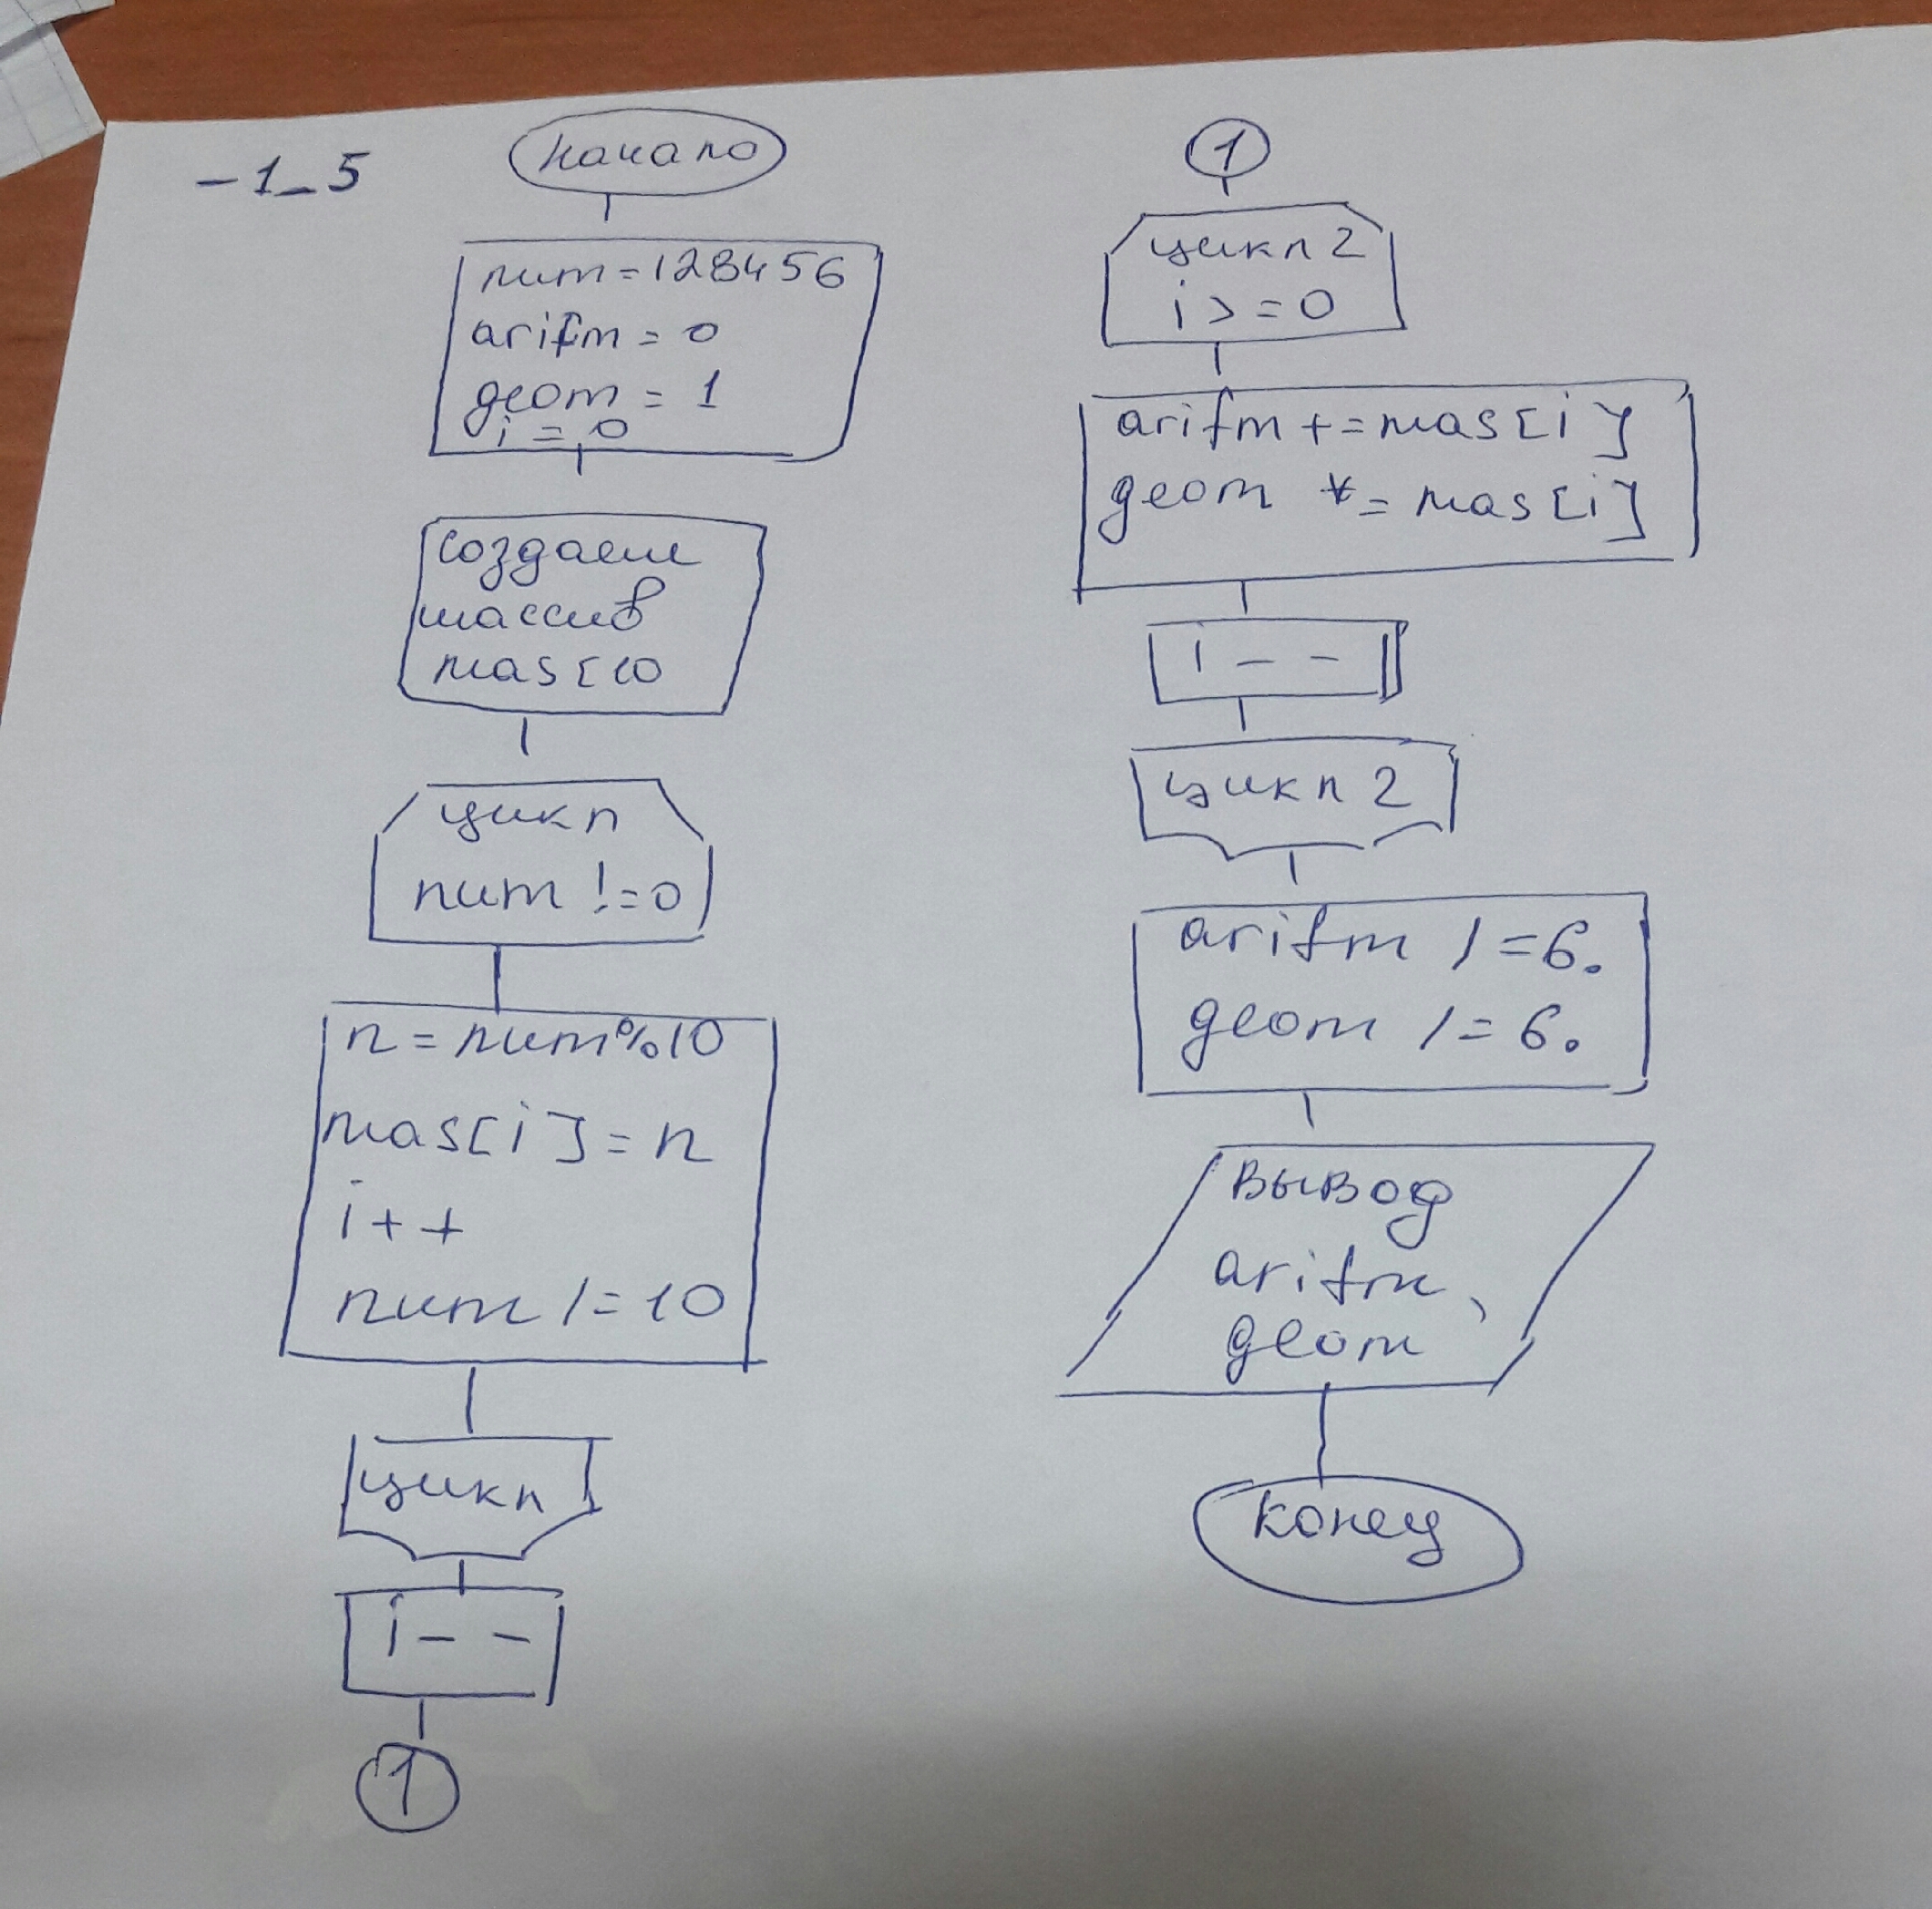 -1_5
начало
num=128456
arifm = 0
geom = 1
i = 0
создаем
массив
mas[10
цикл
num != 0
n = num%10
mas[i] = n
i++
num /= 10
цикл
i--
1
1
цикл 2
i >= 0
arifm += mas[i]
geom *= mas[i]
i--
цикл 2
arifm /= 6.
geom /= 6.
вывод
arifm,
geom
конец